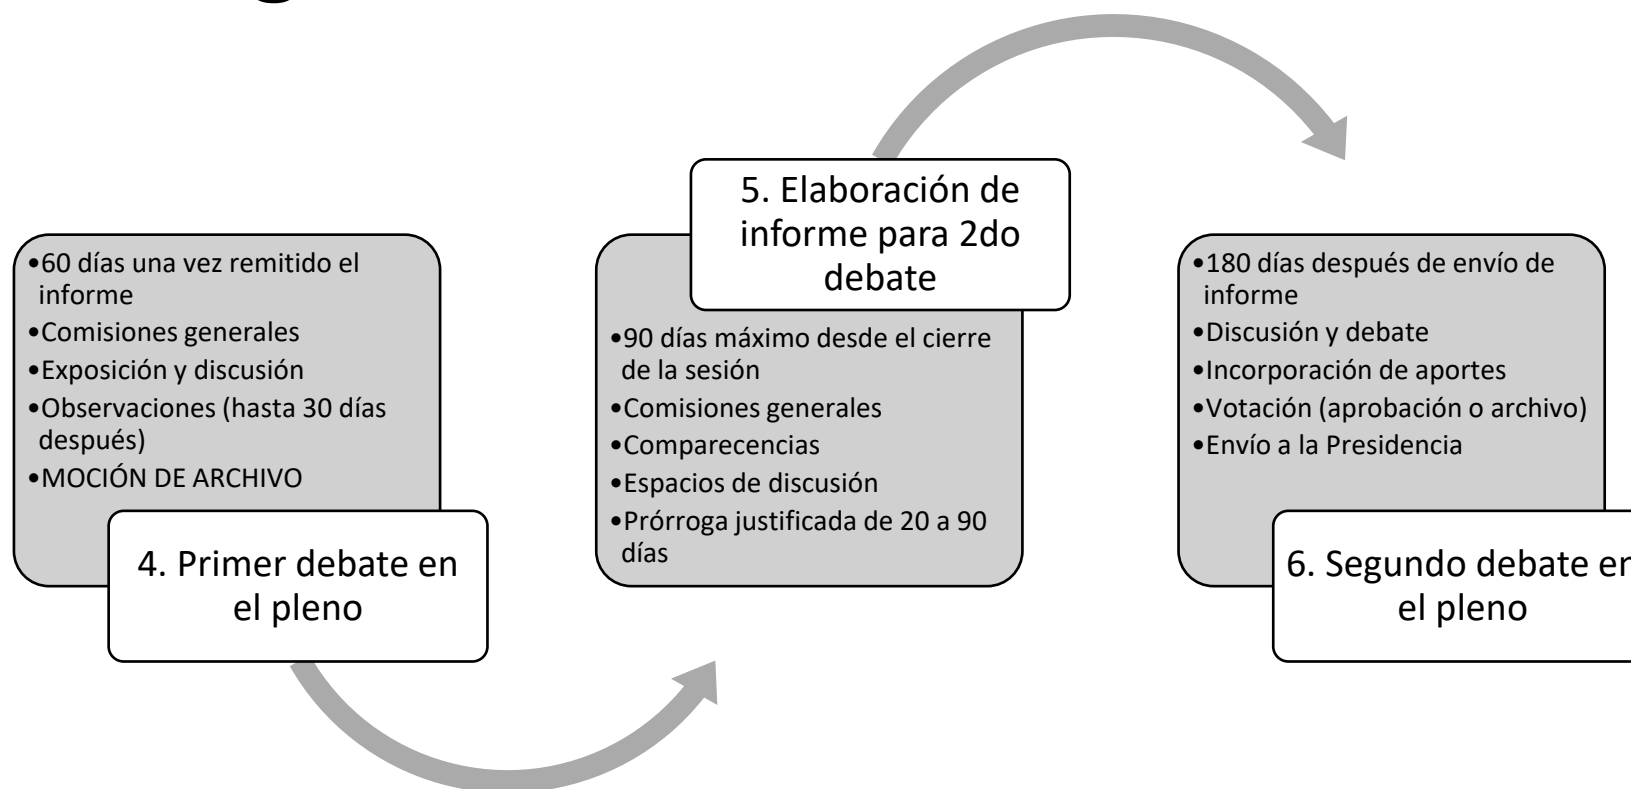 •60 días una vez remitido el
informe
•Comisiones generales
•Exposición y discusión
•Observaciones (hasta 30 días
después)
•MOCIÓN DE ARCHIVO
4. Primer debate en
el pleno
5. Elaboración de
informe para 2do
debate
•90 días máximo desde el cierre
de la sesión
•Comisiones generales
•Comparecencias
•Espacios de discusión
•Prórroga justificada de 20 a 90
días
•180 días después de envío de
informe
•Discusión y debate
•Incorporación de aportes
•Votación (aprobación o archivo)
•Envío a la Presidencia
6. Segundo debate en
el pleno